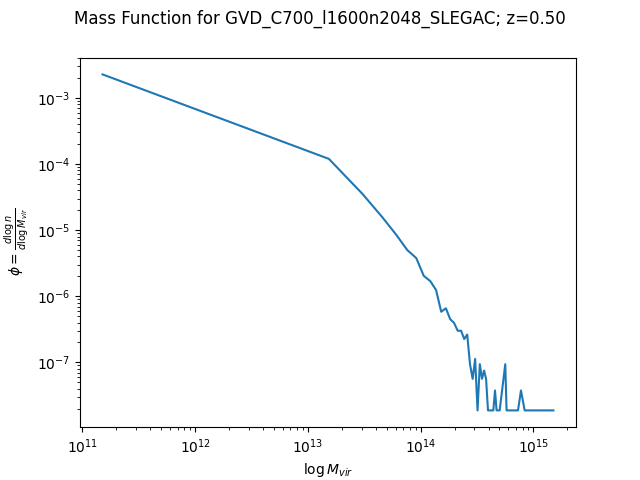 Mass Function for GVD_C700_l1600n2048_SLEGAC; z=0.50
10⁻³
10⁻⁴
10⁻⁵
10⁻⁶
10⁻⁷
ϕ = d log n / d log M_vir
10¹¹ 10¹² 10¹³ 10¹⁴ 10¹⁵
log M_vir